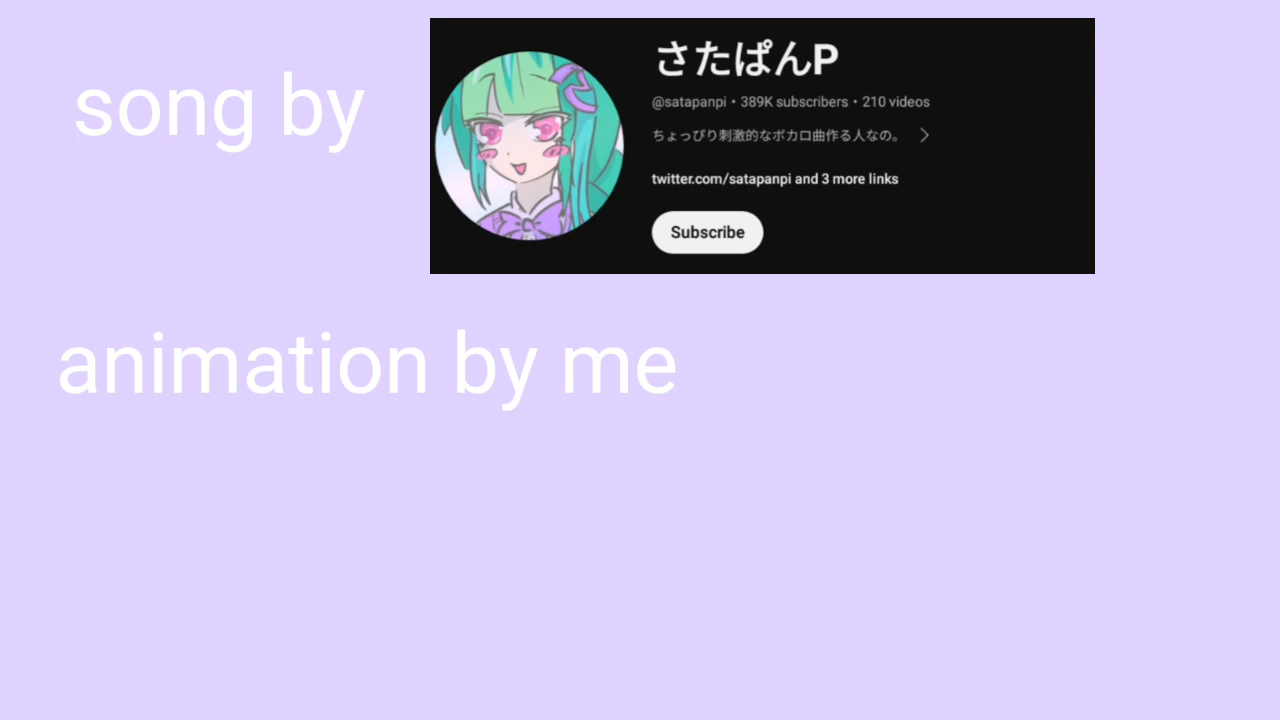 song by
さたぱんP
@satapanpi • 389K subscribers • 210 videos
ちょっぴり刺激的なボカロ曲作る人なの。
twitter.com/satapanpi and 3 more links
Subscribe
animation by me